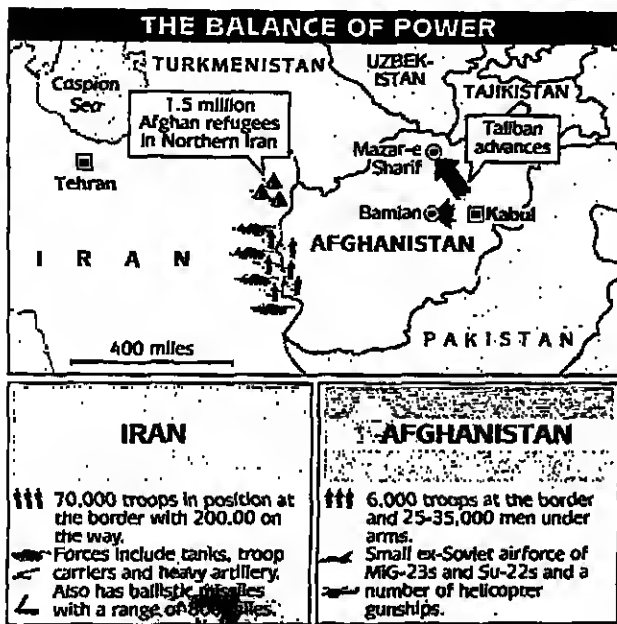 THE BALANCE OF POWER
Caspion
Sea
TURKMENISTAN
UZBEK-
ISTAN
TAJIKISTAN
1.5 million
Afghan refugees
in Northern Iran
Mazar-e
Sharif
Taliban
advances
Tehran
Bamian
Kabul
AFGHANISTAN
IRAN
PAKISTAN
400 miles
IRAN
70,000 troops in position at
the border with 200.00 on
the way.
Forces include tanks, troop
carriers and heavy artillery.
Also has ballistic missiles
with a range of
AFGHANISTAN
6,000 troops at the border
and 25-35,000 men under
arms.
Small ex-Soviet airforce of
MiG-23s and Su-22s and a
number of helicopter
gunships.